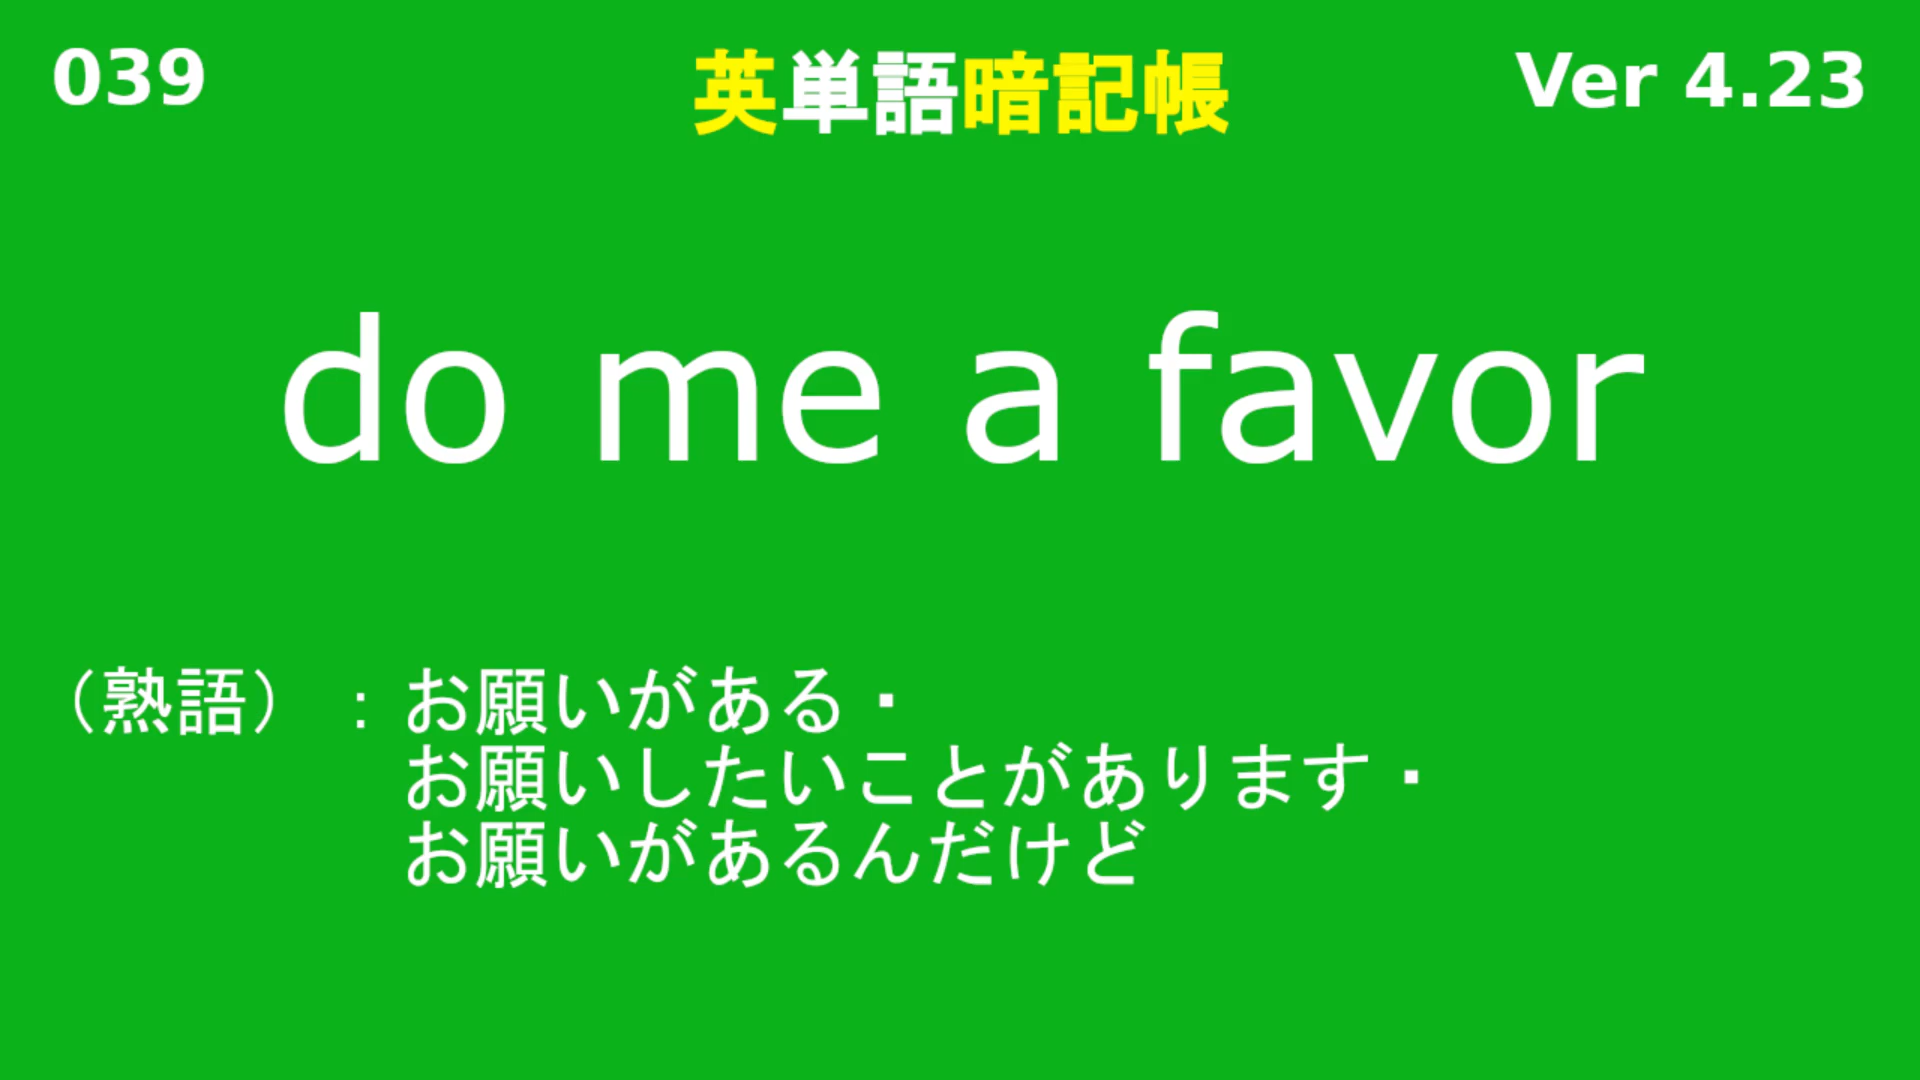 039
英単語暗記帳
Ver 4.23
do me a favor
（熟語） ：お願いがある・
お願いしたいことがあります・
お願いがあるんだけど